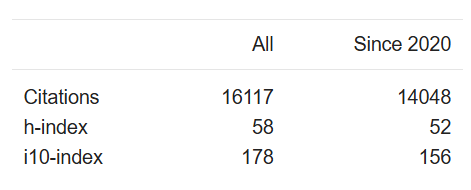 All Since 2020
Citations 16117 14048
h-index 58 52
i10-index 178 156